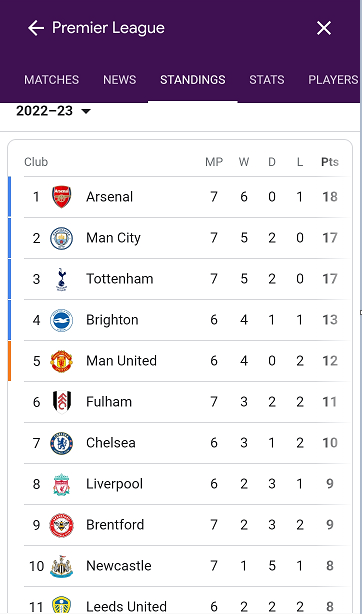 Premier League
MATCHES NEWS STANDINGS STATS PLAYERS
2022–23
Club MP W D L Pts
1 Arsenal 7 6 0 1 18
2 Man City 7 5 2 0 17
3 Tottenham 7 5 2 0 17
4 Brighton 6 4 1 1 13
5 Man United 6 4 0 2 12
6 Fulham 7 3 2 2 11
7 Chelsea 6 3 1 2 10
8 Liverpool 6 2 3 1 9
9 Brentford 7 2 3 2 9
10 Newcastle 7 1 5 1 8
11 Leeds United 6 2 2 2 8